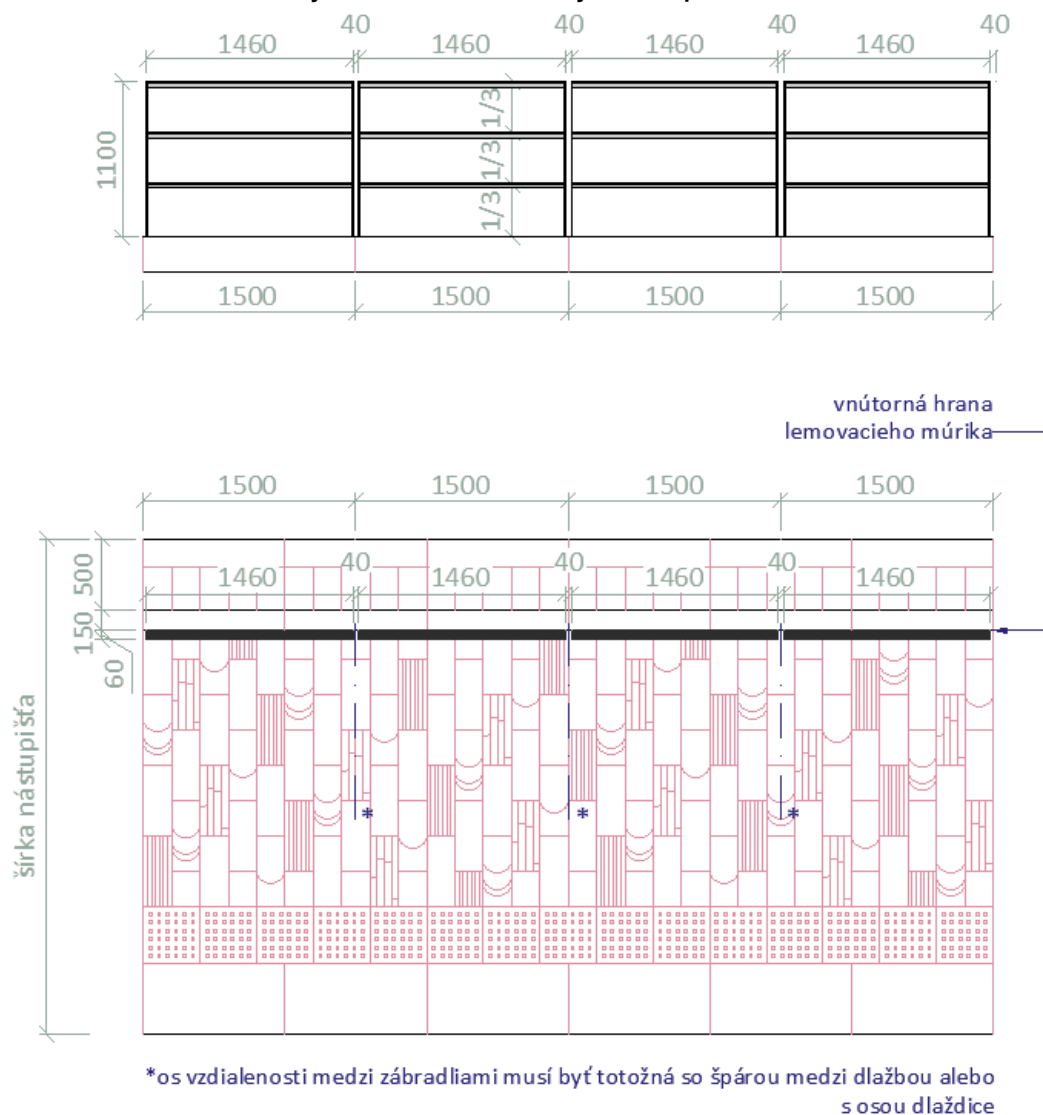 40 40 40 40
1460 1460 1460 1460
1/3
1100
1/3
1/3
1500 1500 1500 1500
vnútorná hrana
lemovacieho múrika
1500 1500 1500 1500
500
40 40 40
1460 1460 1460 1460
150
60
šírka nástupišťa
* * *
*os vzdialenosti medzi zábradliami musí byť totožná so špárou medzi dlažbou alebo
s osou dlaždice